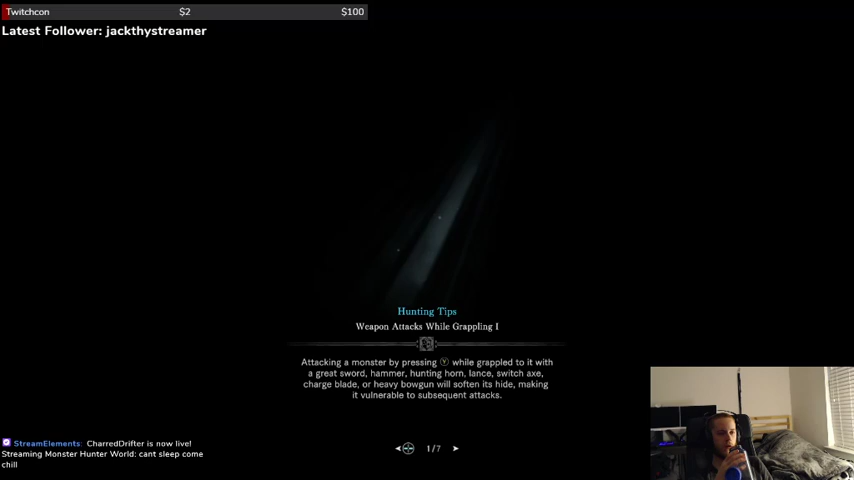 Twitchcon $2 $100
Latest Follower: jackthystreamer
Hunting Tips
Weapon Attacks While Grappling I
Attacking a monster by pressing Ⓨ while grappled to it with
a great sword, hammer, hunting horn, lance, switch axe,
charge blade, or heavy bowgun will soften its hide, making
it vulnerable to subsequent attacks.
StreamElements: CharredDrifter is now live!
Streaming Monster Hunter World: cant sleep come
chill
1/7